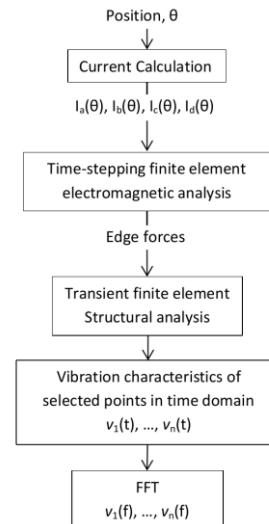 Position, θ
Current Calculation
Iₐ(θ), I_b(θ), I_c(θ), I_d(θ)
Time-stepping finite element
electromagnetic analysis
Edge forces
Transient finite element
Structural analysis
Vibration characteristics of
selected points in time domain
v₁(t), …, vₙ(t)
FFT
v₁(f), …, vₙ(f)